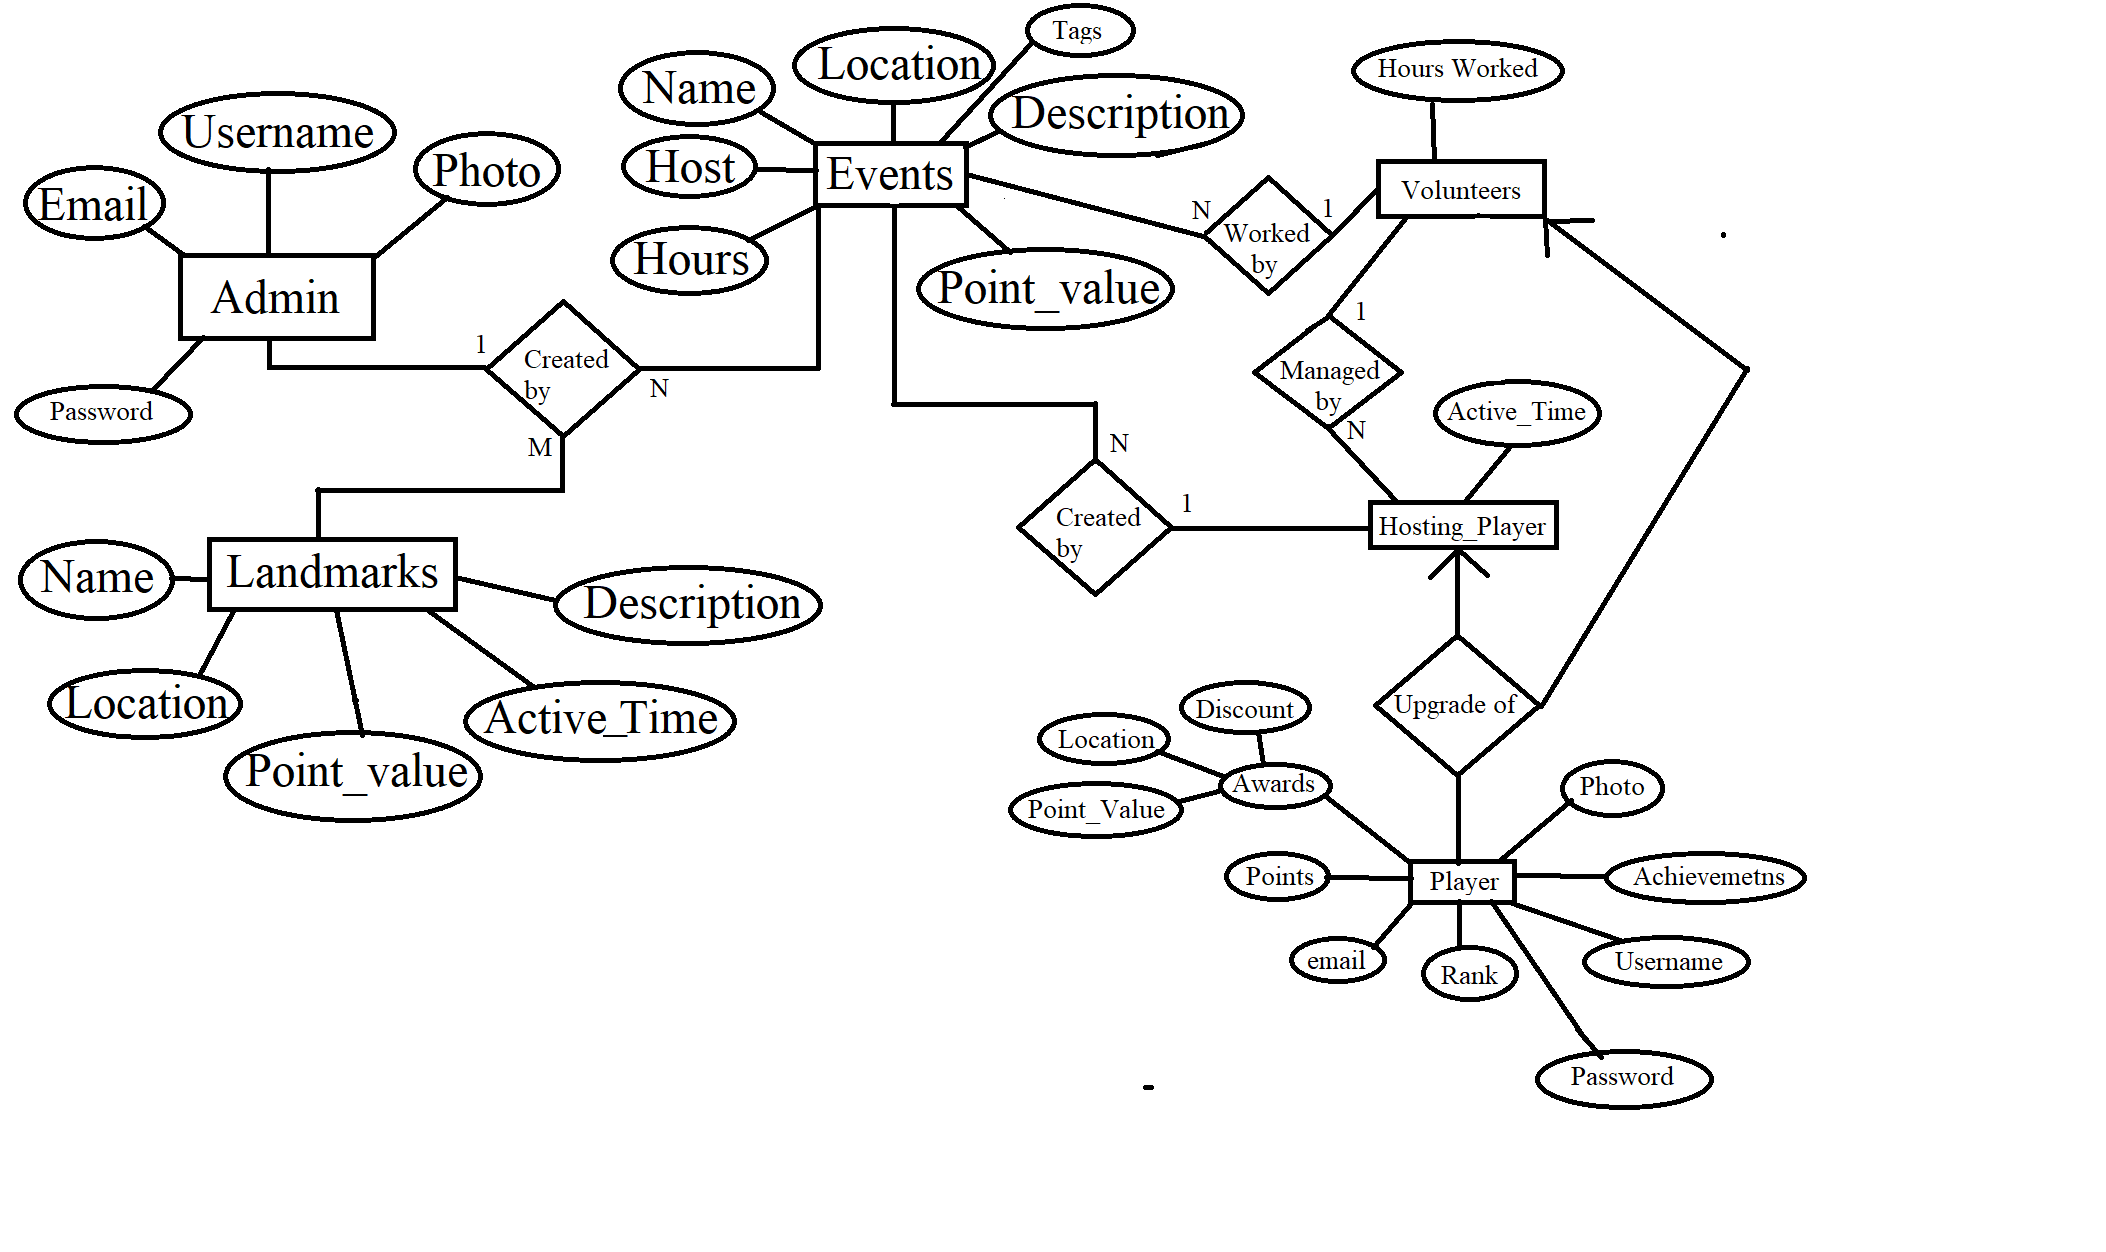 Tags
Location
Hours Worked
Name
Description
Username
Host
Events
Photo
Volunteers
Email
N
1
Worked
by
Hours
Point_value
Admin
1
1
Created
by
N
Managed
by
Password
M
N
Active_Time
N
1
Created
by
Hosting_Player
Name
Landmarks
Description
Location
Active_Time
Point_value
Upgrade of
Discount
Location
Awards
Point_Value
Photo
Points
Player
Achievemetns
email
Rank
Username
Password